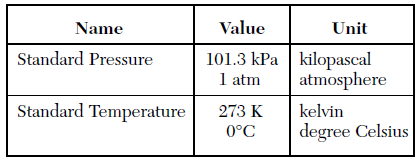 Name Value Unit
Standard Pressure 101.3 kPa kilopascal
1 atm atmosphere
Standard Temperature 273 K kelvin
0°C degree Celsius